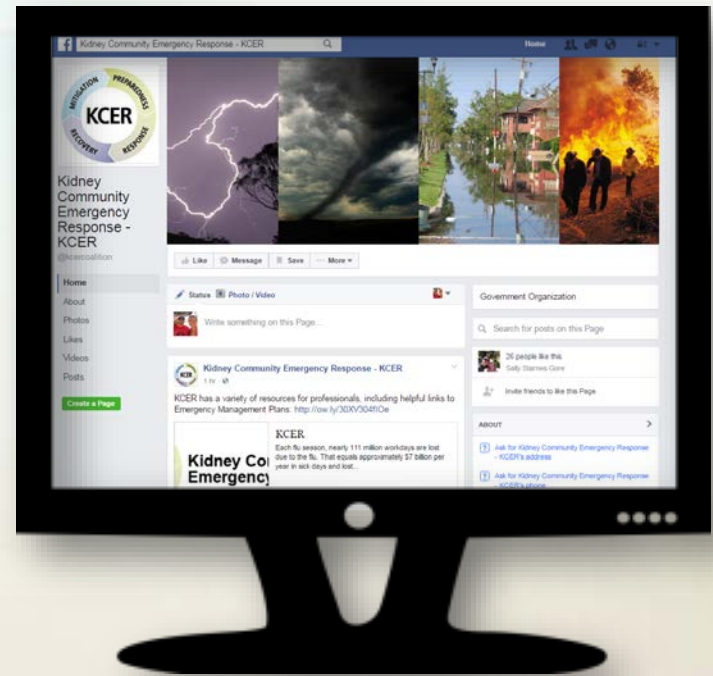 Kidney Community Emergency Response - KCER
Home
MITIGATION
PREPAREDNESS
RESPONSE
RECOVERY
KCER
Kidney
Community
Emergency
Response -
KCER
@kcercoalition
Home
About
Photos
Likes
Videos
Posts
Create a Page
Like
Message
Save
More
Status
Photo / Video
Write something on this Page...
Kidney Community Emergency Response - KCER
1 hr
KCER has a variety of resources for professionals, including helpful links to
Emergency Management Plans:
KCER
Each flu season, nearly 111 million workdays are lost
due to the flu. That equals approximately $7 billion per
year in sick days and lost...
Kidney Co
Emergency
Government Organization
Search for posts on this Page
26 people like this
Sally Starnes Gore
Invite friends to like this Page
ABOUT
Ask for Kidney Community Emergency Response
- KCER's address
Ask for Kidney Community Emergency Response
- KCER's phone